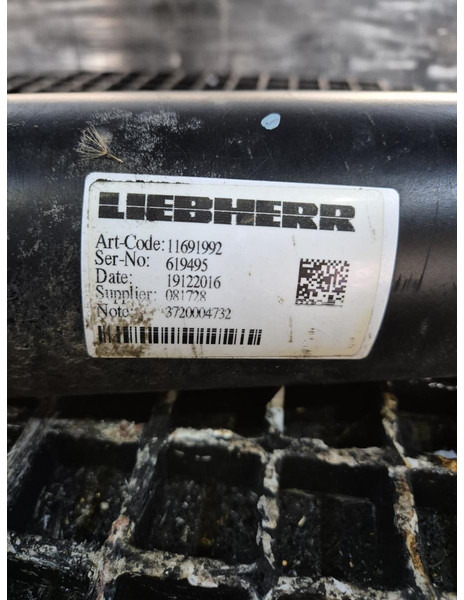 LIEBHERR
Art-Code: 11691992
Ser-No: 619495
Date: 19122016
Supplier: 081728
Note: 3720004732